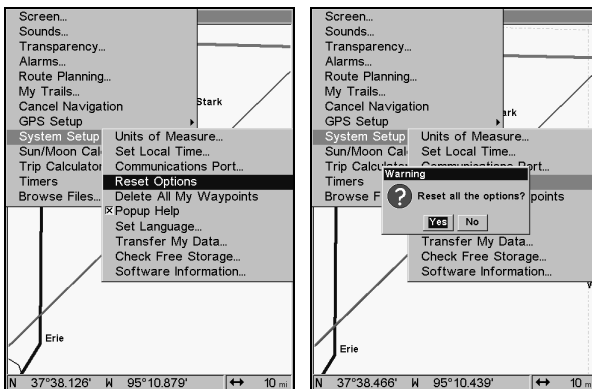 Screen...
Sounds...
Transparency...
Alarms...
Route Planning...
My Trails...
Cancel Navigation
GPS Setup
Stark
System Setup
Units of Measure...
Sun/Moon Cal
Set Local Time...
Trip Calculator
Communications Port...
Timers
Reset Options
Browse Files...
Delete All My Waypoints
Popup Help
Set Language...
Transfer My Data...
Check Free Storage...
Software Information...
Erie
N 37°38.126' W 95°10.879' ↔ 10 mi
Screen...
Sounds...
Transparency...
Alarms...
Route Planning...
My Trails...
Cancel Navigation
GPS Setup
ark
System Setup
Units of Measure...
Sun/Moon Cal
Set Local Time...
Trip Calculator
Communications Port...
Warning
Timers
Reset all the options?
Browse F
points
Yes No
Transfer My Data...
Check Free Storage...
Software Information...
Erie
N 37°38.466' W 95°10.439' ↔ 10 mi